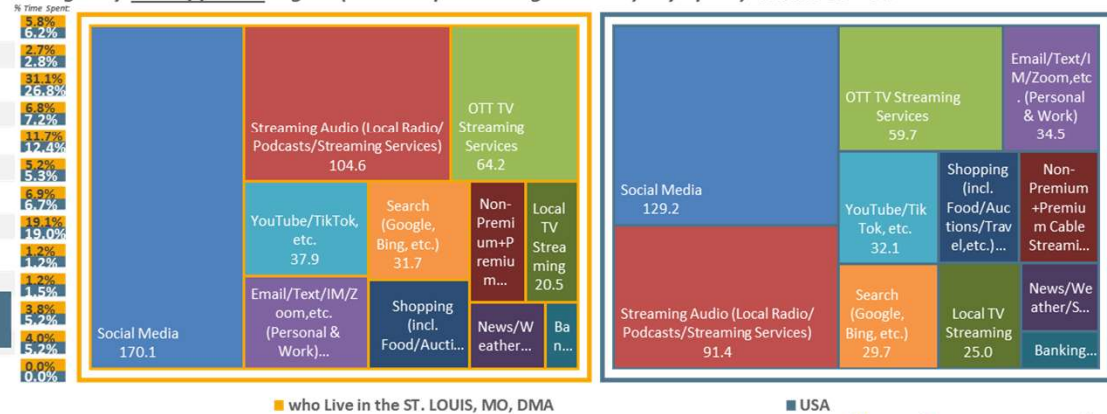 % Time Spent:
5.8%
6.2%
2.7%
2.8%
31.1%
26.8%
6.8%
7.2%
11.7%
12.4%
5.2%
5.3%
6.9%
6.7%
19.1%
19.0%
1.2%
1.2%
1.2%
1.5%
3.8%
5.2%
4.0%
5.2%
0.0%
0.0%
Social Media
170.1
Streaming Audio (Local Radio/
Podcasts/Streaming Services)
104.6
OTT TV
Streaming
Services
64.2
YouTube/TikTok,
etc.
37.9
Search
(Google,
Bing, etc.)
31.7
Non-
Premi
um+P
remiu
m...
Local
TV
Strea
ming
20.5
Email/Text/IM/Z
oom,etc.
(Personal &
Work)...
Shopping
(incl.
Food/Aucti...
News/W
eather...
Ba
n...
Social Media
129.2
Streaming Audio (Local Radio/
Podcasts/Streaming Services)
91.4
OTT TV Streaming
Services
59.7
Email/Text/I
M/Zoom,etc
. (Personal
& Work)
34.5
YouTube/Tik
Tok, etc.
32.1
Shopping
(incl.
Food/Auc
tions/Trav
el,etc.)...
Non-
Premium
+Premiu
m Cable
Streami...
Search
(Google,
Bing, etc.)
29.7
Local TV
Streaming
25.0
News/We
ather/S...
Banking...
who Live in the ST. LOUIS, MO, DMA
USA